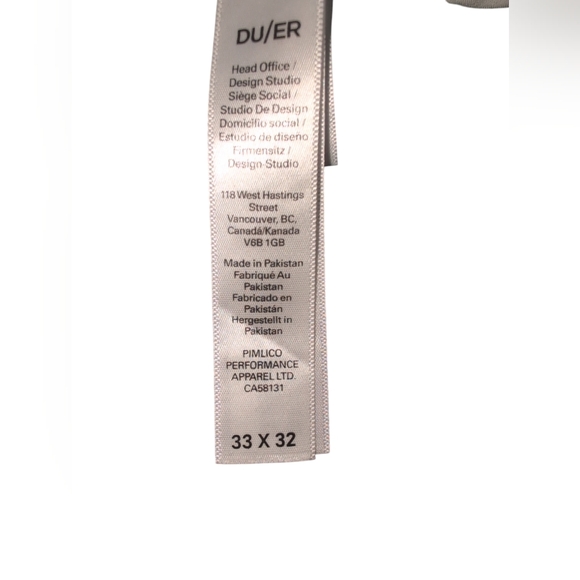 DU/ER
Head Office /
Design Studio
Siège Social /
Studio De Design
Domicilio social /
Estudio de diseño
Firmensitz /
Design-Studio
118 West Hastings
Street
Vancouver, BC,
Canadá/Kanada
V6B 1GB
Made in Pakistan
Fabriqué Au
Pakistan
Fabricado en
Pakistán
Hergestellt in
Pakistan
PIMLICO
PERFORMANCE
APPAREL LTD.
CA58131
33 X 32